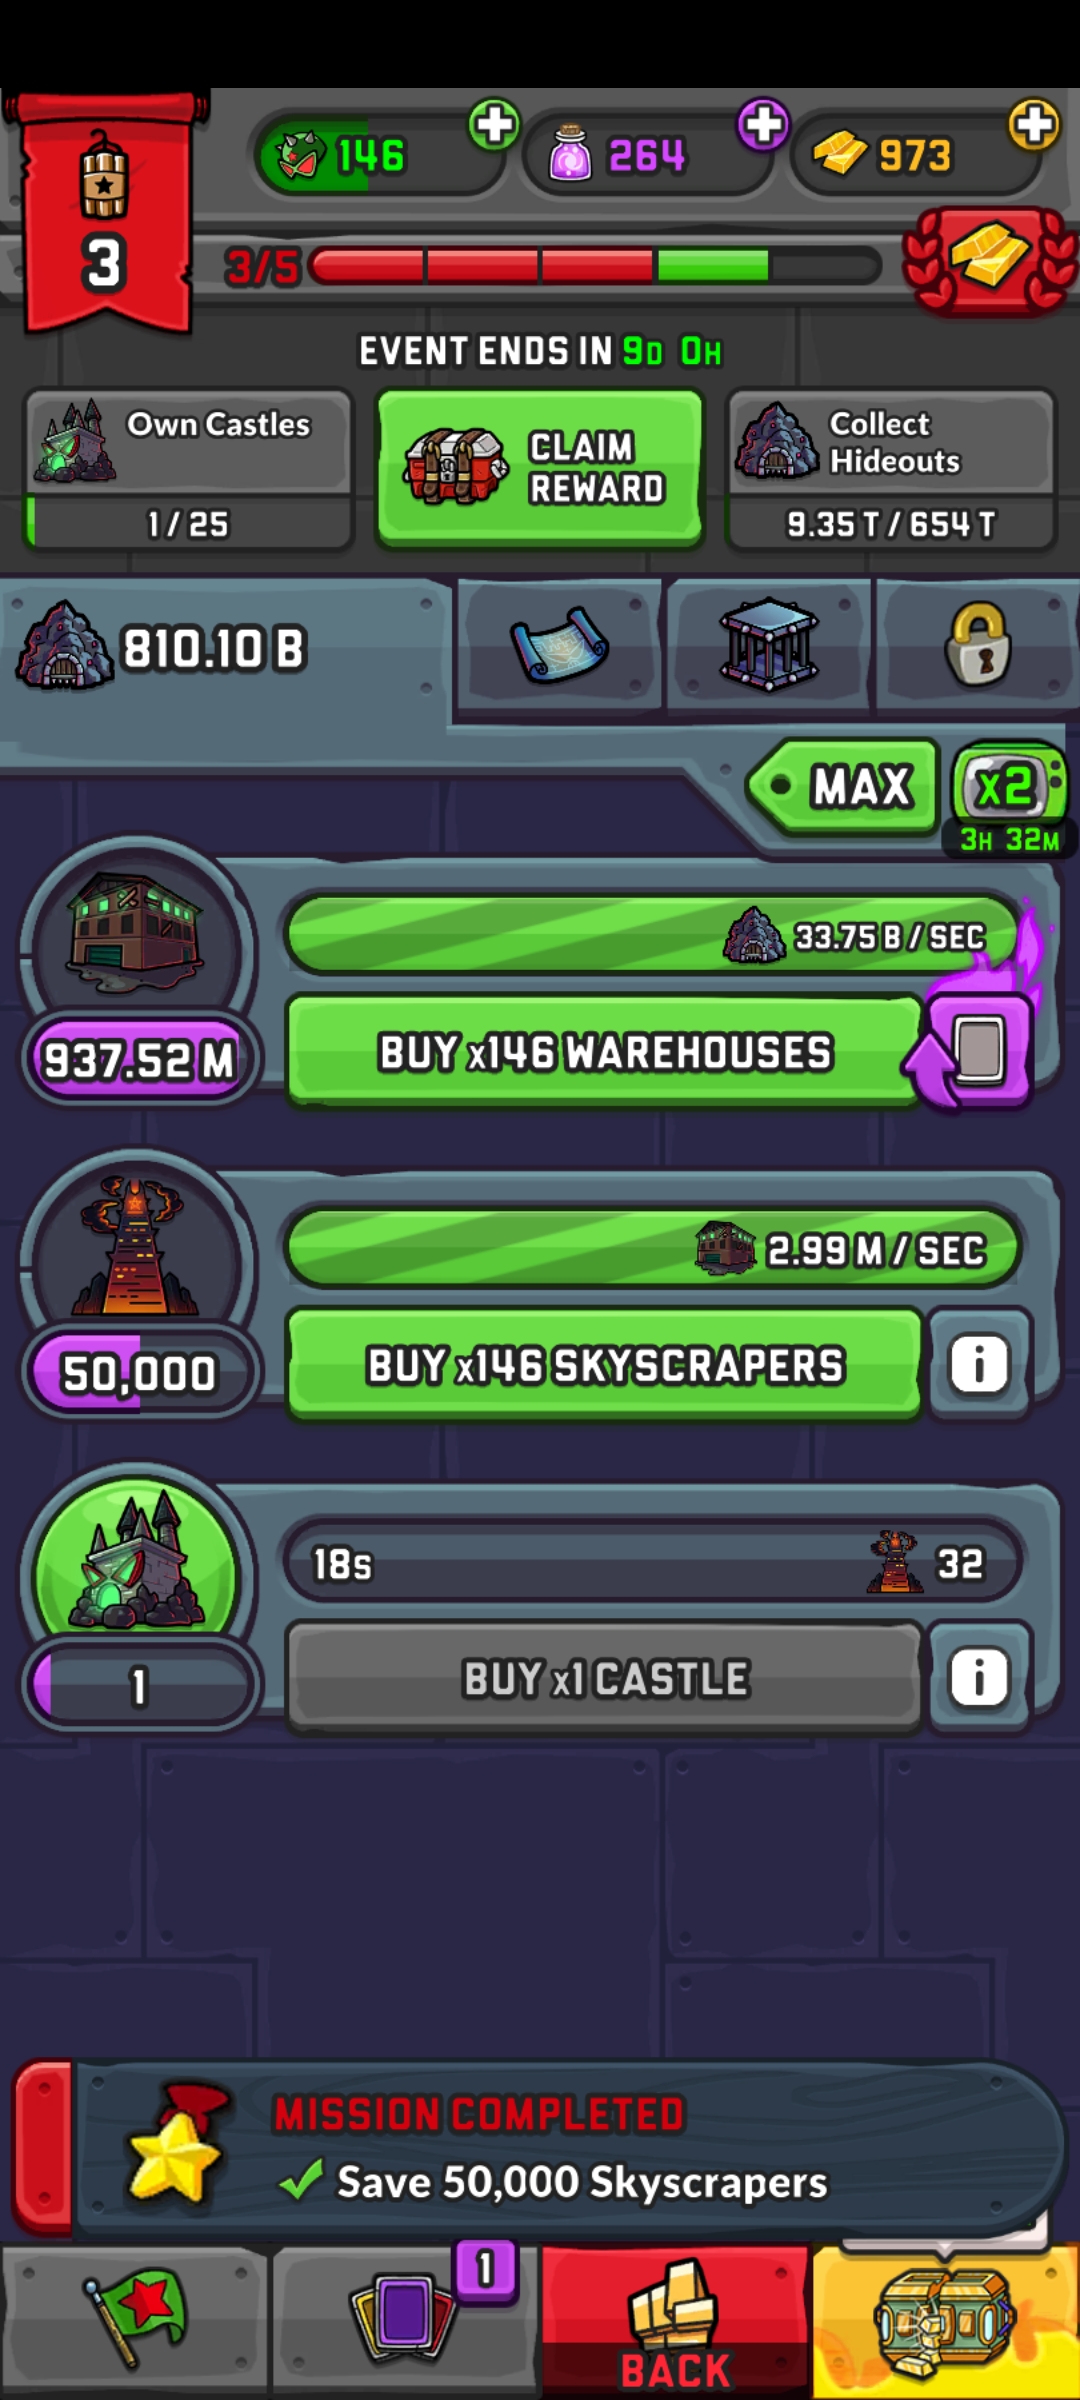 146
264
973
3
3/5
EVENT ENDS IN 9D 0H
Own Castles
1 / 25
CLAIM
REWARD
Collect
Hideouts
9.35 T / 654 T
810.10 B
MAX
x2
3H 32M
33.75 B / SEC
937.52 M
BUY x146 WAREHOUSES
2.99 M / SEC
50,000
BUY x146 SKYSCRAPERS
i
18s
32
1
BUY x1 CASTLE
i
MISSION COMPLETED
Save 50,000 Skyscrapers
1
BACK